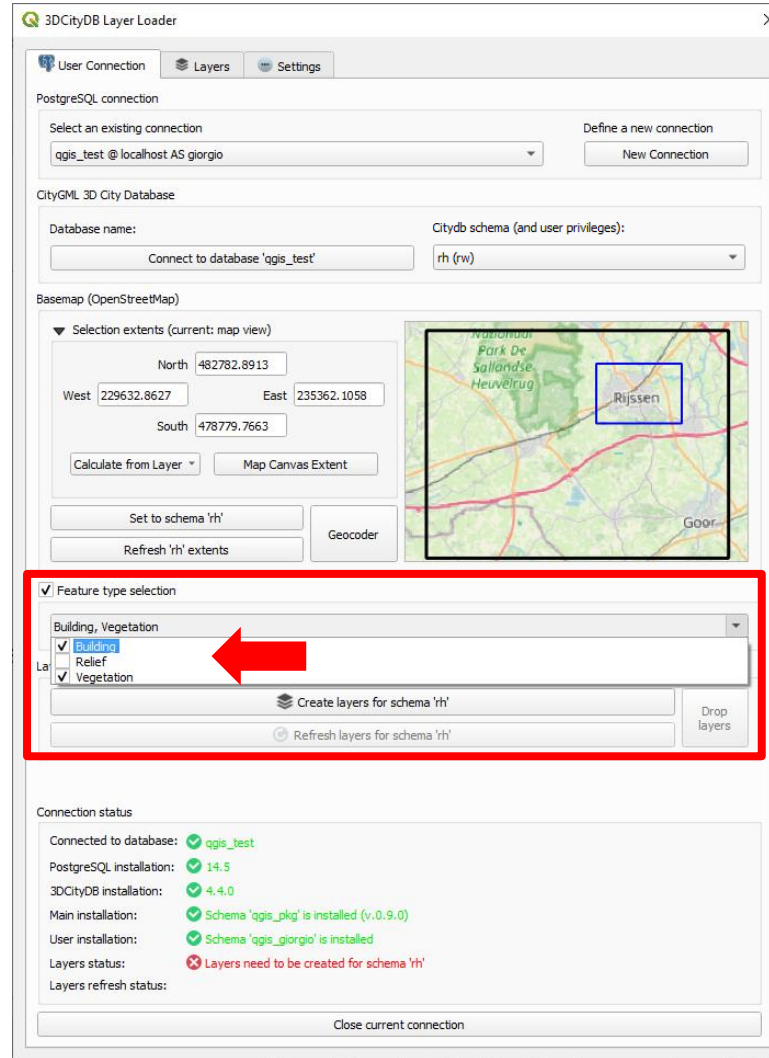 3DCityDB Layer Loader
User Connection
Layers
Settings
PostgreSQL connection
Select an existing connection
Define a new connection
qgis_test @ localhost AS giorgio
New Connection
CityGML 3D City Database
Database name:
Citydb schema (and user privileges):
Connect to database 'qgis_test'
rh (rw)
Basemap (OpenStreetMap)
Selection extents (current: map view)
North 482782.8913
West 229632.8627
East 235362.1058
South 478779.7663
Calculate from Layer
Map Canvas Extent
Set to schema 'rh'
Refresh 'rh' extents
Geocoder
Nationaal
Park De
Sallandse
Heuvelrug
Rijssen
Goor
Feature type selection
Building, Vegetation
Building
Relief
Vegetation
La
Create layers for schema 'rh'
Refresh layers for schema 'rh'
Drop
layers
Connection status
Connected to database: qgis_test
PostgreSQL installation: 14.5
3DCityDB installation: 4.4.0
Main installation: Schema 'qgis_pkg' is installed (v.0.9.0)
User installation: Schema 'qgis_giorgio' is installed
Layers status: Layers need to be created for schema 'rh'
Layers refresh status:
Close current connection